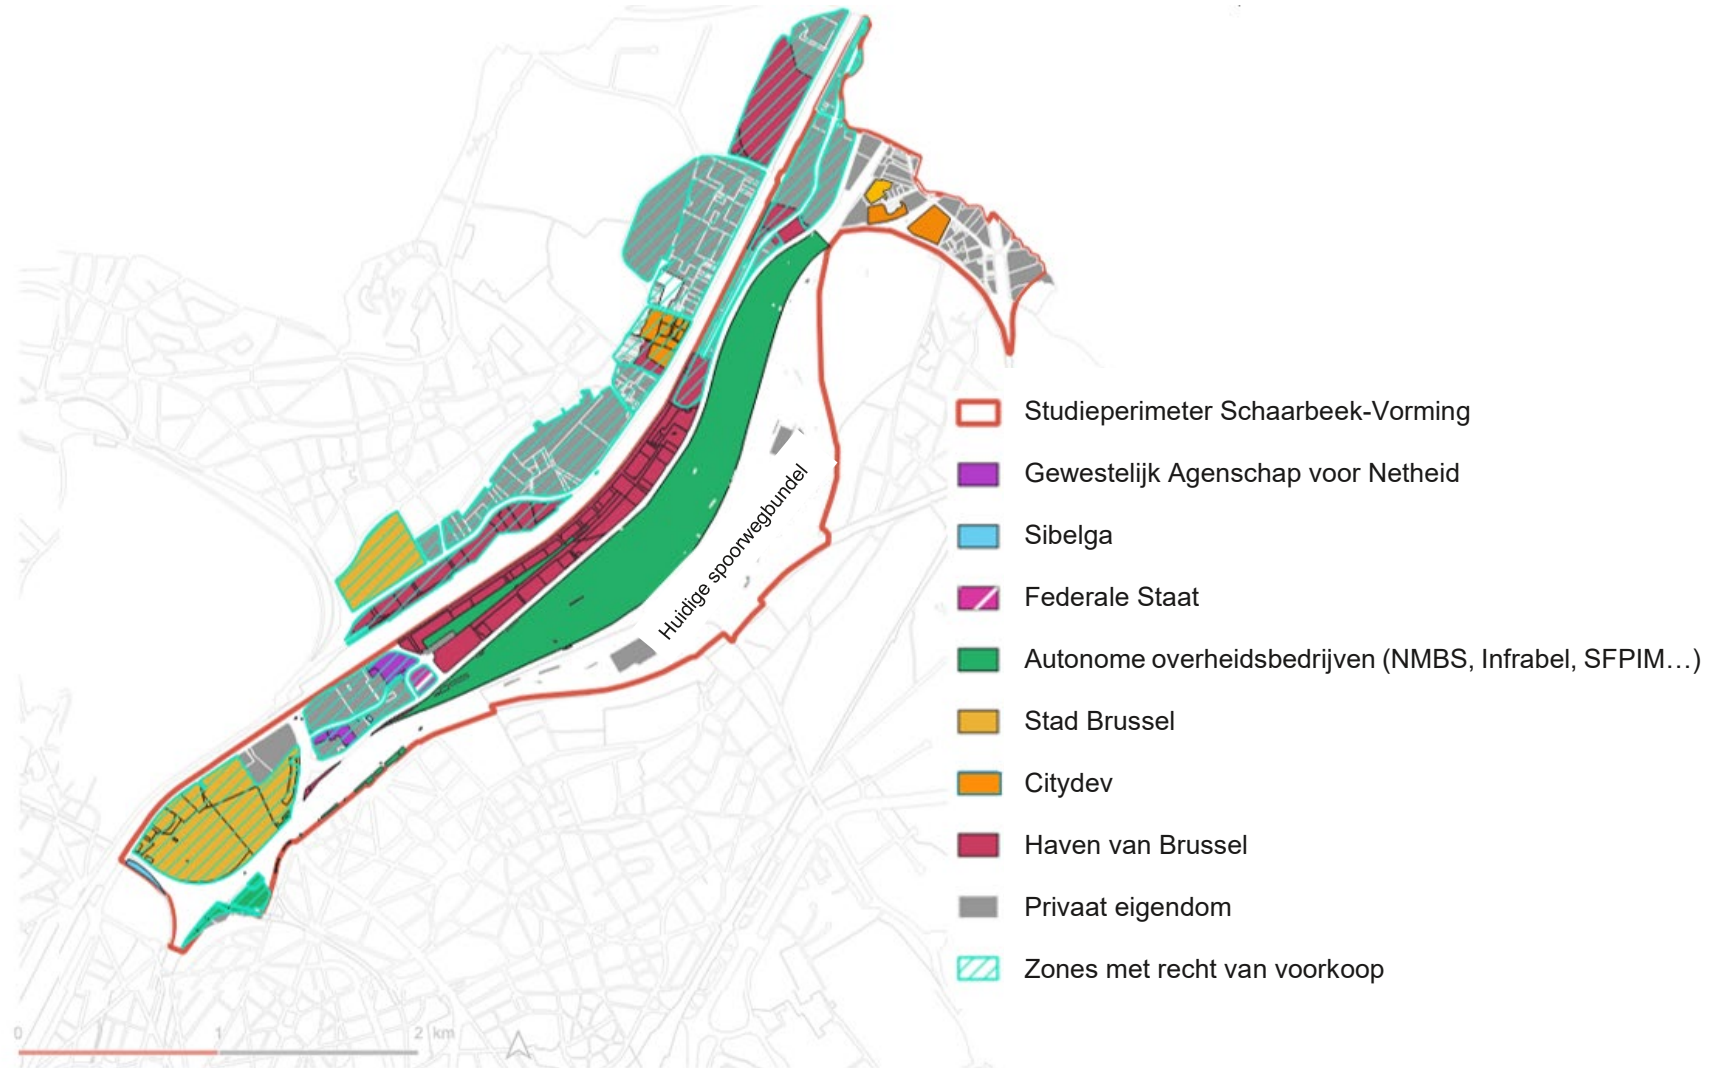 Huidige spoorwegbundel
Studieperimeter Schaarbeek-Vorming
Gewestelijk Agenschap voor Netheid
Sibelga
Federale Staat
Autonome overheidsbedrijven (NMBS, Infrabel, SFPIM…)
Stad Brussel
Citydev
Haven van Brussel
Privaat eigendom
Zones met recht van voorkoop
0 1 2 km